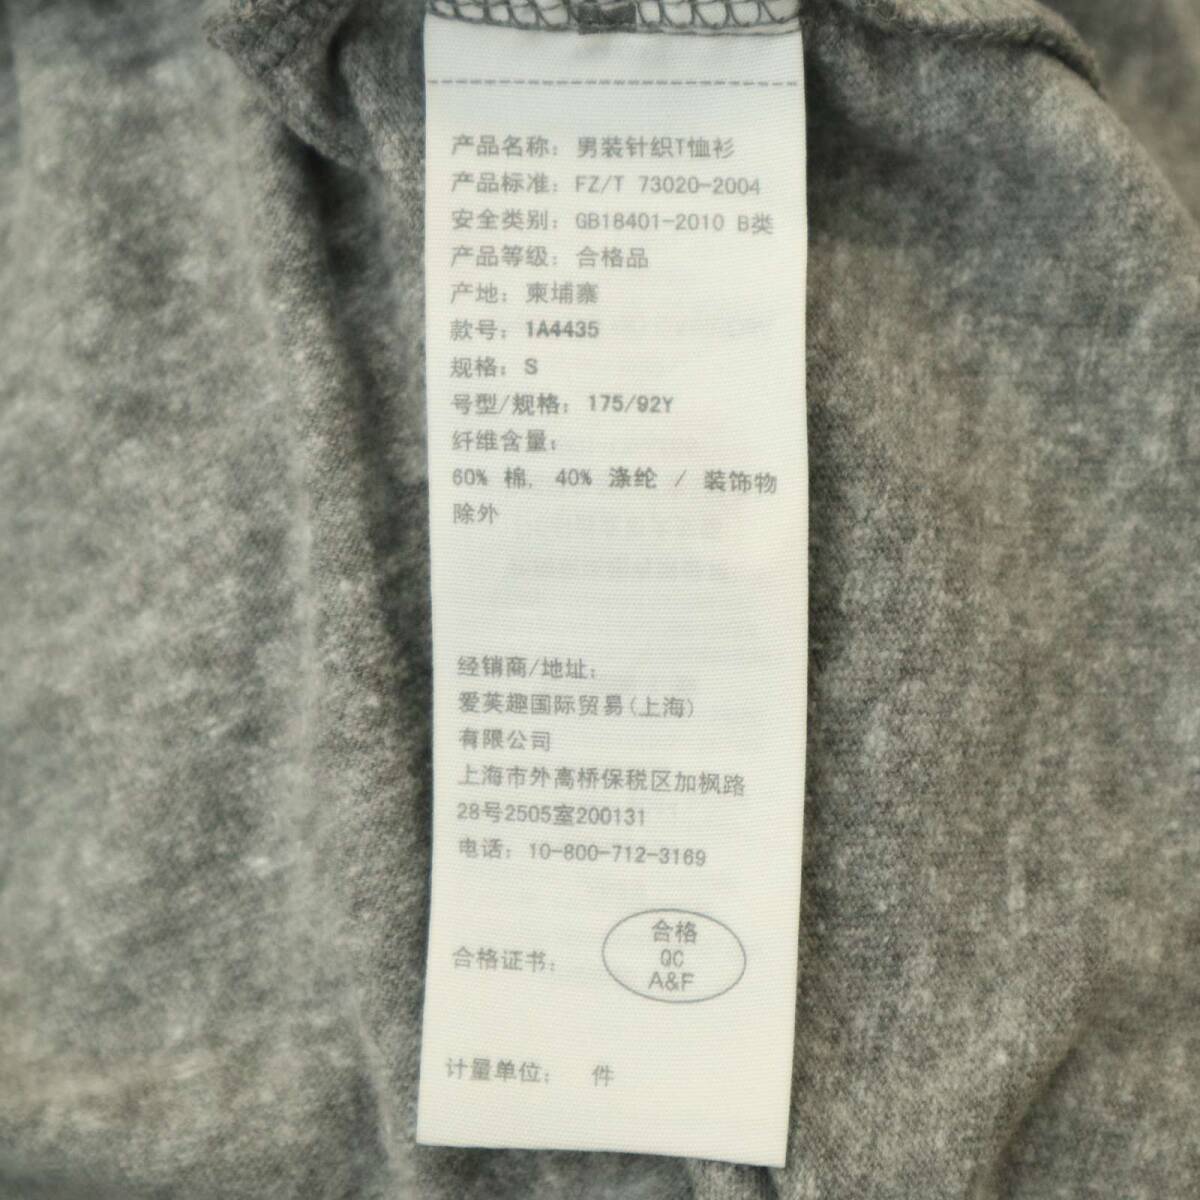 产品名称：男装针织T恤衫
产品标准：FZ/T 73020-2004
安全类别：GB18401-2010 B类
产品等级：合格品
产地：柬埔寨
款号：1A4435
规格：S
号型/规格：175/92Y
纤维含量：
60% 棉, 40% 涤纶 / 装饰物
除外
经销商/地址：
爱芙趣国际贸易(上海)
有限公司
上海市外高桥保税区加枫路
28号2505室200131
电话：10-800-712-3169
合格
QC
A&F
合格证书：
计量单位： 件